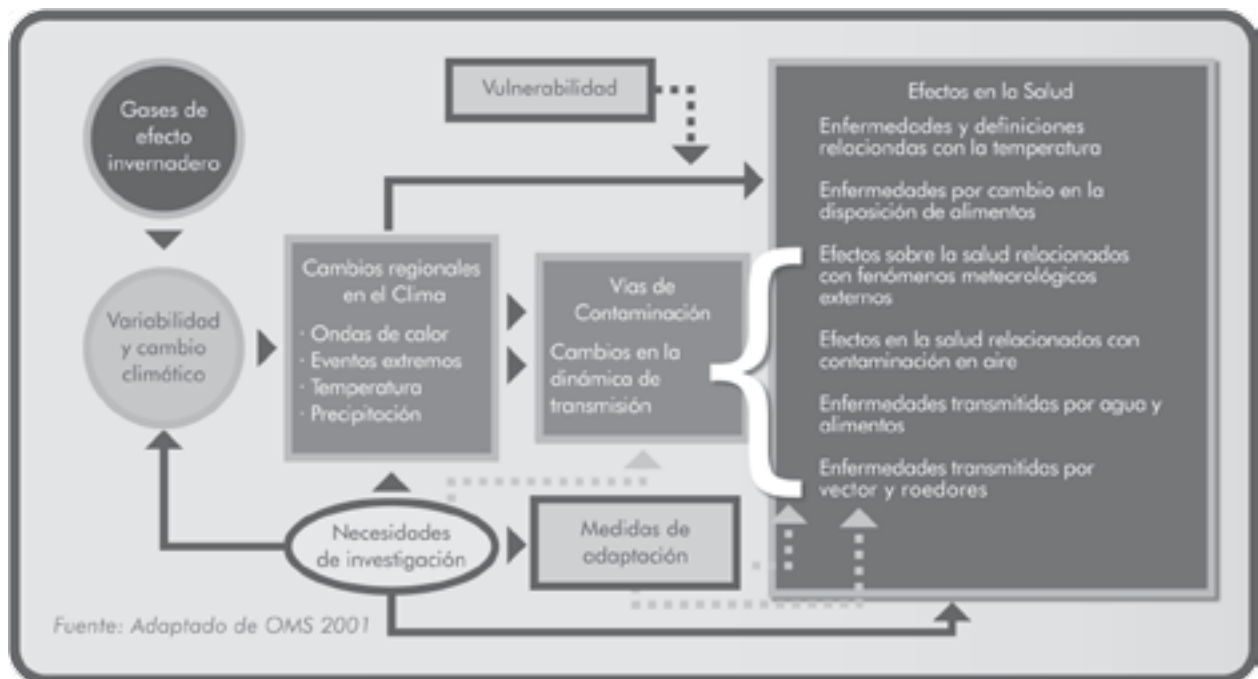 Gases de
efecto
invernadero
Variabilidad
y cambio
climático
Cambios regionales
en el Clima
· Ondas de calor
· Eventos extremos
· Temperatura
· Precipitación
Vulnerabilidad
Vias de
Contaminación
Cambios en la
dinámica de
transmisión
Efectos en la Salud
Enfermedades y definiciones
relaciondas con la temperatura
Enfermedades por cambio en la
disposición de alimentos
Efectos sobre la salud relacionados
con fenómenos meteorológicos
externos
Efectos en la salud relacionados con
contaminación en aire
Enfermedades transmitidas por agua y
alimentos
Enfermedades transmitidas por
vector y roedores
Necesidades
de investigación
Medidas de
adaptación
Fuente: Adaptado de OMS 2001